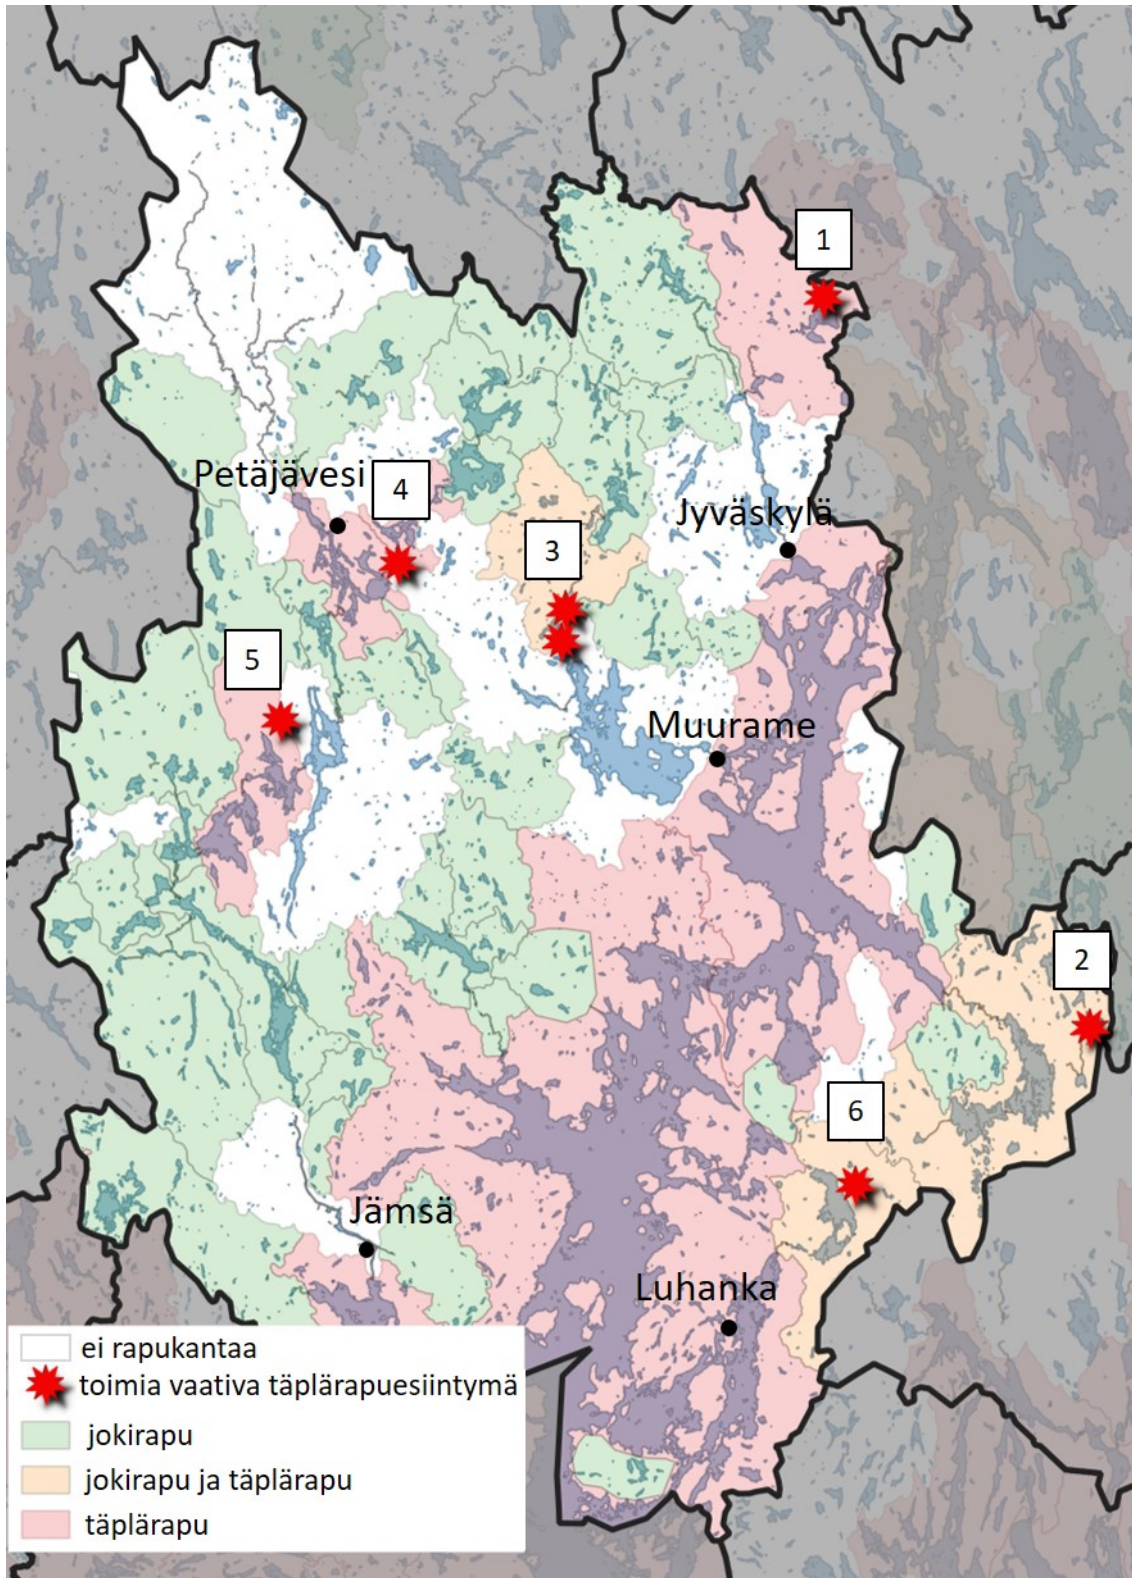 1
Petäjävesi
4
Jyväskylä
3
5
Muurame
2
6
Jämsä
Luhanka
ei rapukantaa
toimia vaativa täplärapuesiintymä
jokirapu
jokirapu ja täplärapu
täplärapu